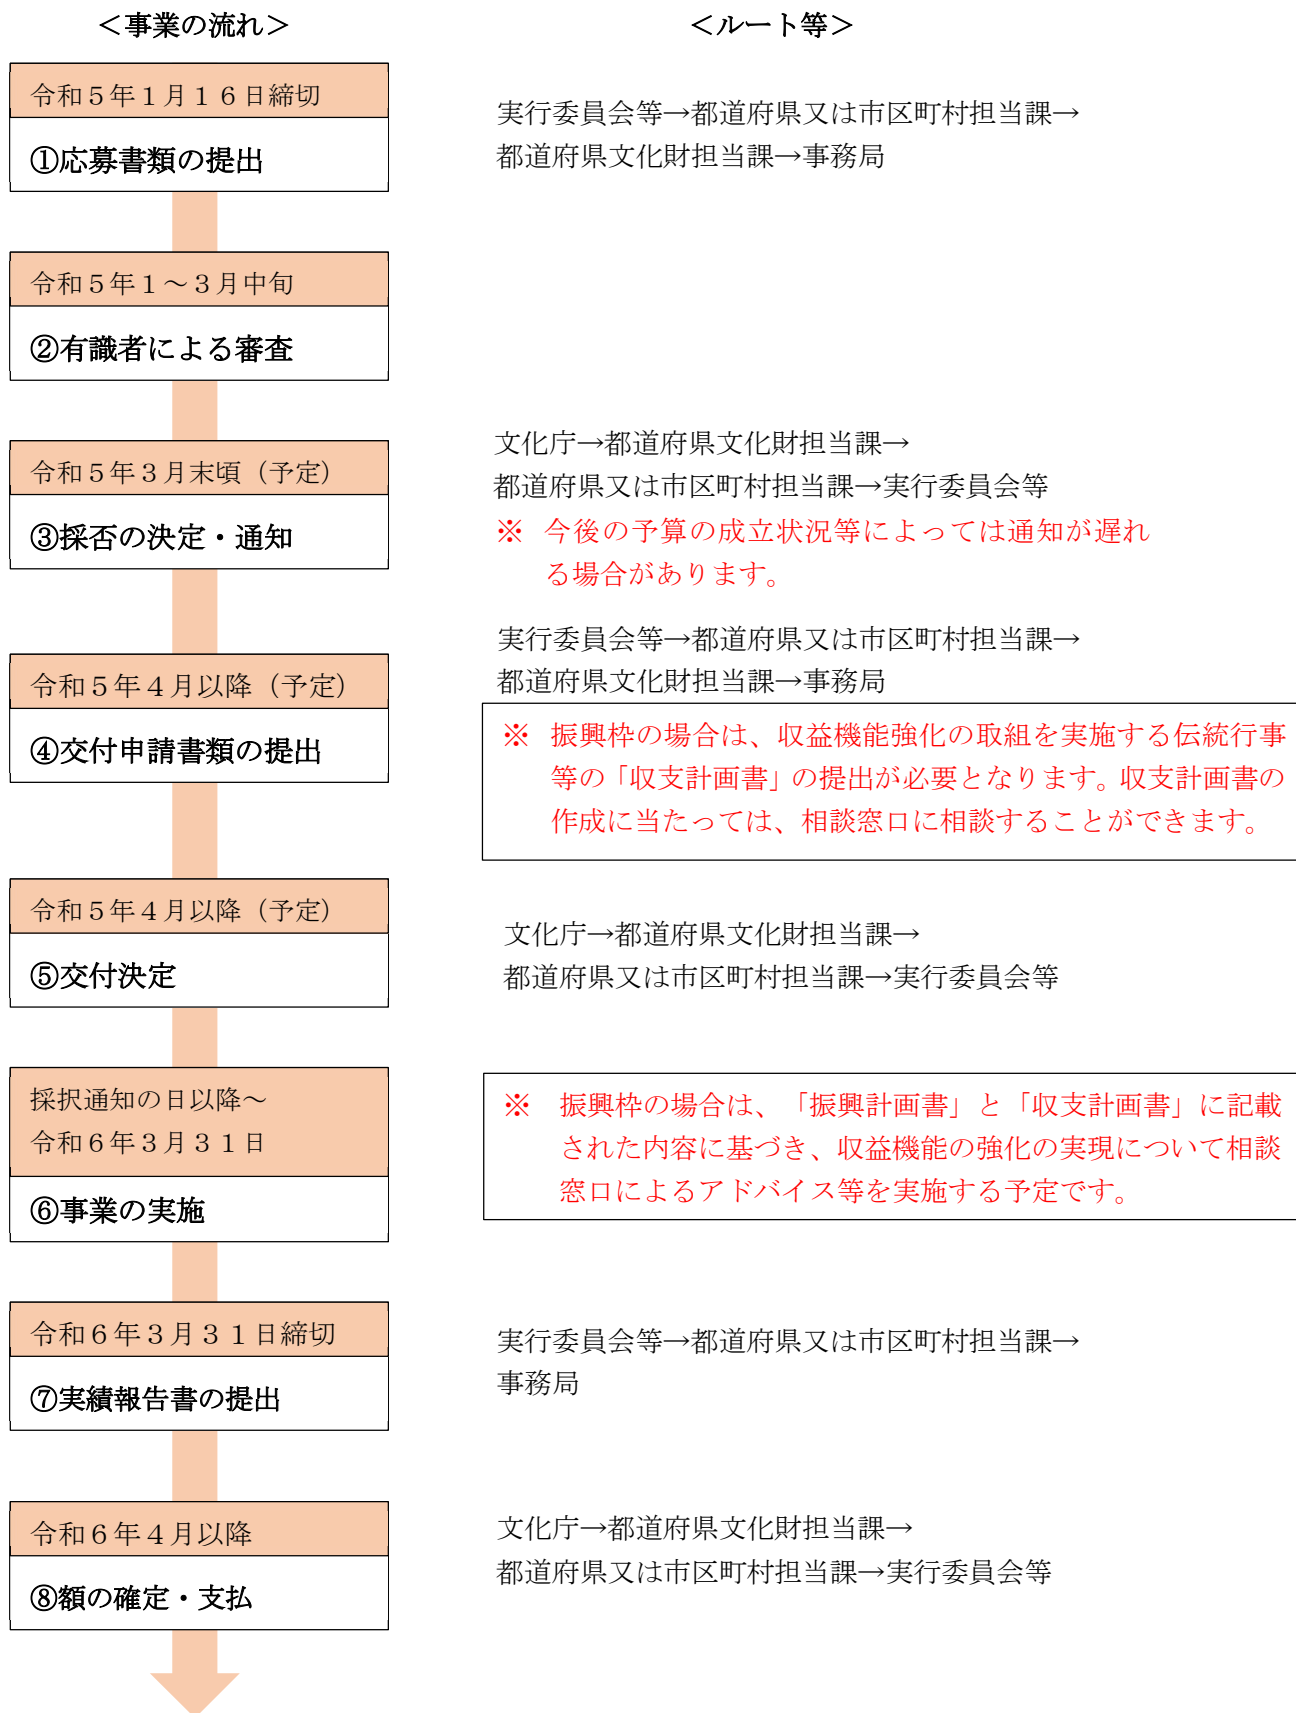 ＜事業の流れ＞
＜ルート等＞
令和５年１月１６日締切
①応募書類の提出
実行委員会等→都道府県又は市区町村担当課→
都道府県文化財担当課→事務局
令和５年１～３月中旬
②有識者による審査
令和５年３月末頃（予定）
③採否の決定・通知
文化庁→都道府県文化財担当課→
都道府県又は市区町村担当課→実行委員会等
※ 今後の予算の成立状況等によっては通知が遅れ
る場合があります。
令和５年４月以降（予定）
④交付申請書類の提出
実行委員会等→都道府県又は市区町村担当課→
都道府県文化財担当課→事務局
※ 振興枠の場合は、収益機能強化の取組を実施する伝統行事
等の「収支計画書」の提出が必要となります。収支計画書の
作成に当たっては、相談窓口に相談することができます。
令和５年４月以降（予定）
⑤交付決定
文化庁→都道府県文化財担当課→
都道府県又は市区町村担当課→実行委員会等
採択通知の日以降～
令和６年３月３１日
⑥事業の実施
※ 振興枠の場合は、「振興計画書」と「収支計画書」に記載
された内容に基づき、収益機能の強化の実現について相談
窓口によるアドバイス等を実施する予定です。
令和６年３月３１日締切
⑦実績報告書の提出
実行委員会等→都道府県又は市区町村担当課→
事務局
令和６年４月以降
⑧額の確定・支払
文化庁→都道府県文化財担当課→
都道府県又は市区町村担当課→実行委員会等